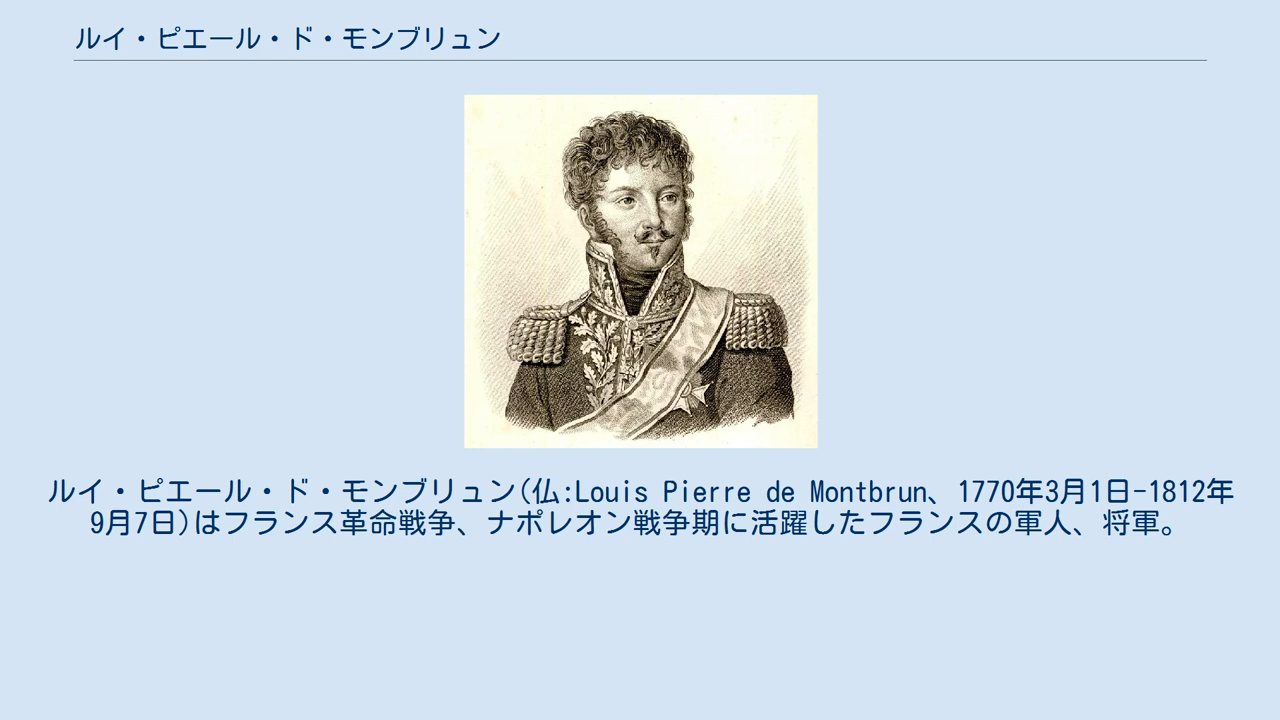 ルイ・ピエール・ド・モンブリュン
ルイ・ピエール・ド・モンブリュン(仏:Louis Pierre de Montbrun、1770年3月1日-1812年
9月7日)はフランス革命戦争、ナポレオン戦争期に活躍したフランスの軍人、将軍。